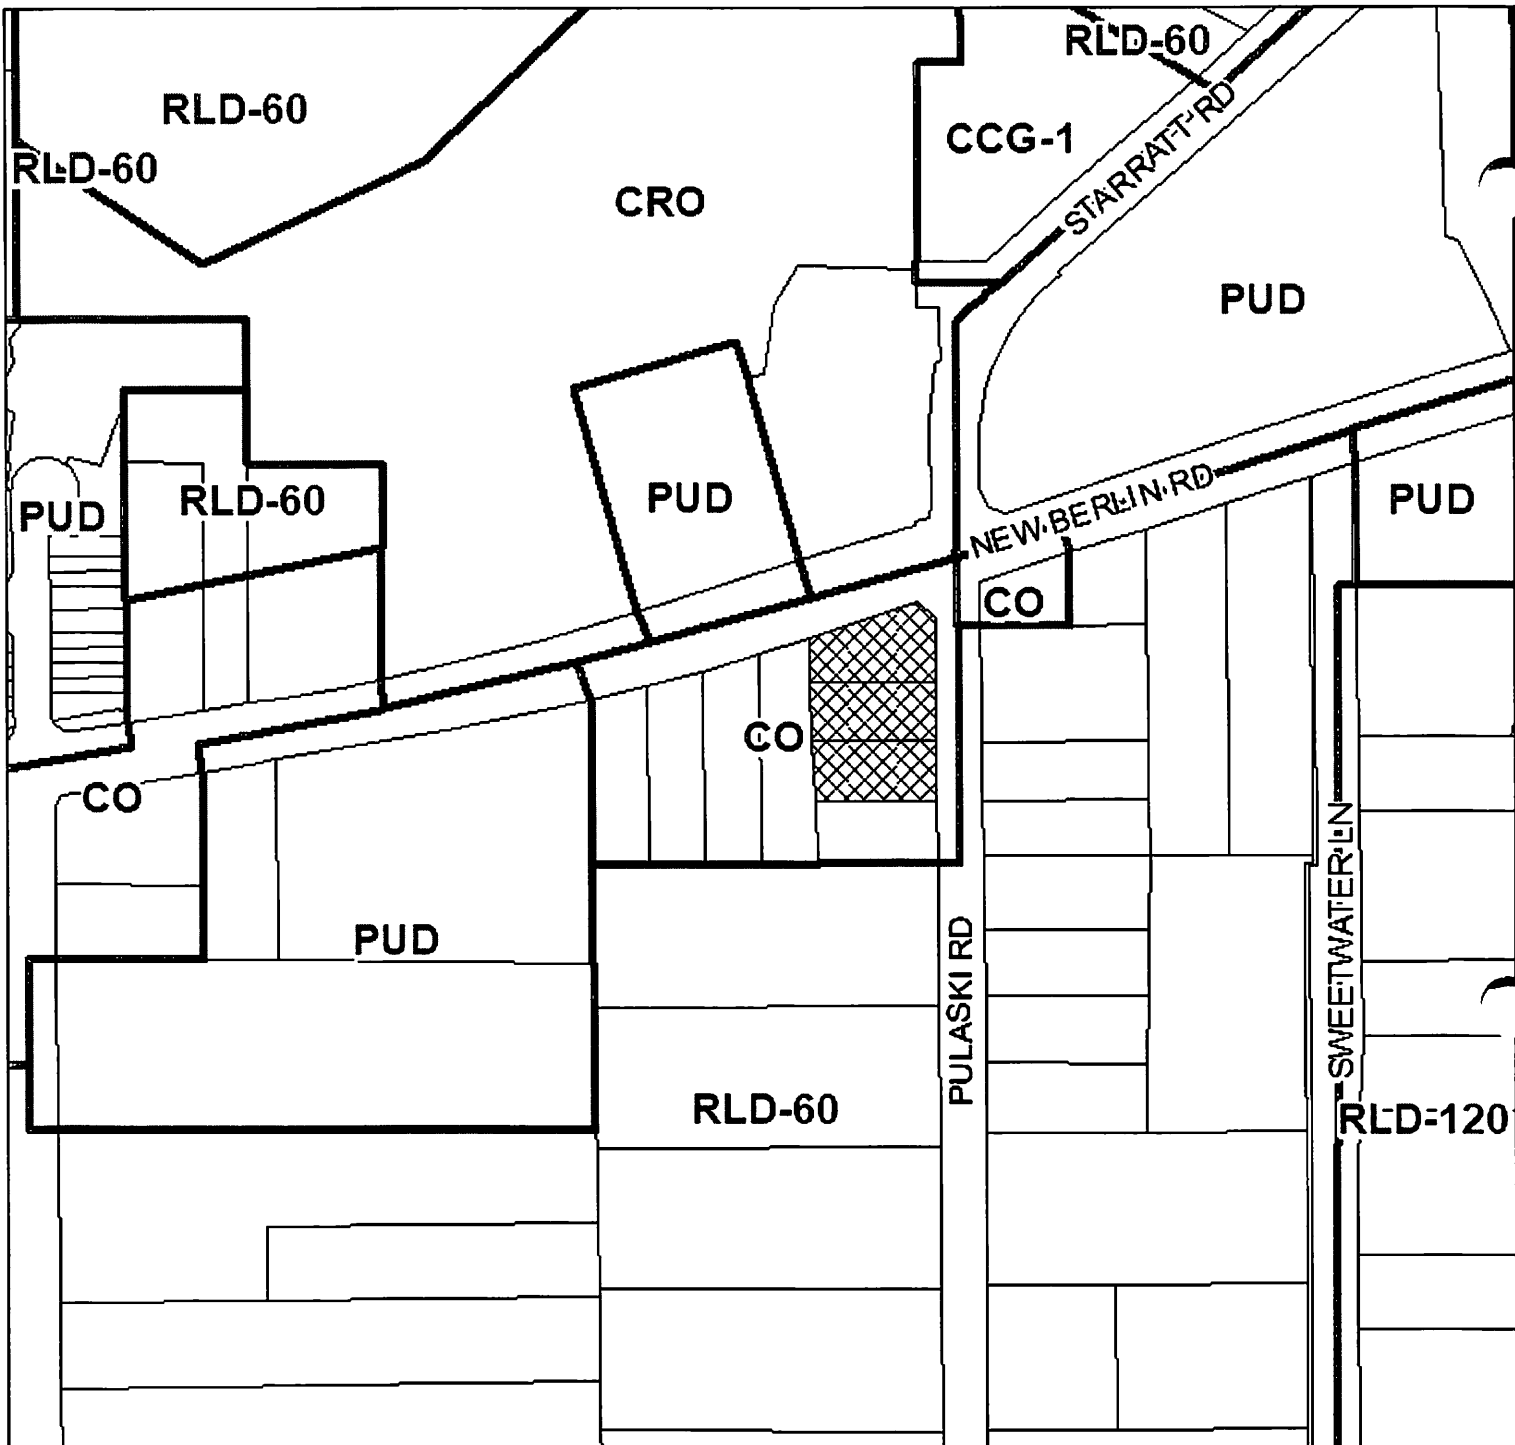 RLD-60
RLD-60
RLD-60
CCG-1
STARRATT RD
CRO
PUD
PUD
RLD-60
PUD
PUD
NEW BERLIN RD
CO
CO
CO
PUD
PULASKI RD
SWEETWATER LN
RLD-60
RLD-120